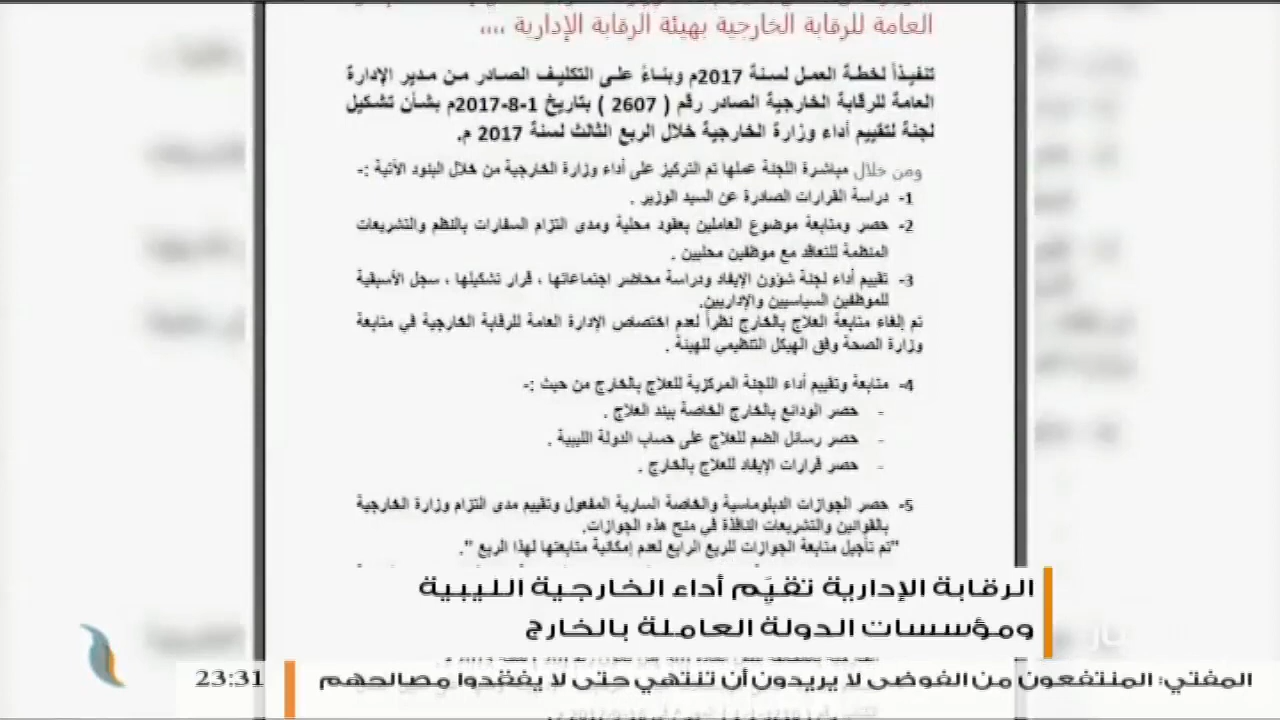 العامة للرقابة الخارجية بهيئة الرقابة الإدارية ,,,,
تنفيذاً لخطة العمل لسنة 2017م وبناءً على التكليف الصادر من مدير الإدارة
العامة للرقابة الخارجية الصادر رقم ( 2607 ) بتاريخ 1-8-2017م بشأن تشكيل
لجنة لتقييم أداء وزارة الخارجية خلال الربع الثالث لسنة 2017 م.
ومن خلال مباشرة اللجنة عملها تم التركيز على أداء وزارة الخارجية من خلال البنود الآتية :-
1- دراسة القرارات الصادرة عن السيد الوزير .
2- حصر ومتابعة موضوع العاملين بعقود محلية ومدى التزام السفارات بالنظم والتشريعات
المنظمة للتعاقد مع موظفين محليين .
3- تقييم أداء لجنة شؤون الإيفاد ودراسة محاضر اجتماعاتها ، قرار تشكيلها ، سجل الأسبقية
للموظفين السياسيين والإداريين.
تم إلغاء متابعة العلاج بالخارج نظراً لعدم اختصاص الإدارة العامة للرقابة الخارجية في متابعة
وزارة الصحة وفق الهيكل التنظيمي للهيئة .
4- متابعة وتقييم أداء اللجنة المركزية للعلاج بالخارج من حيث :-
- حصر الودائع بالخارج الخاصة ببند العلاج .
- حصر رسائل الضم للعلاج على حساب الدولة الليبية .
- حصر قرارات الإيفاد للعلاج بالخارج .
5- حصر الجوازات الدبلوماسية والخاصة السارية المفعول وتقييم مدى التزام وزارة الخارجية
بالقوانين والتشريعات النافذة في منح هذه الجوازات.
"تم تأجيل متابعة الجوازات للربع الرابع لعدم إمكانية متابعتها لهذا الربع ".
الرقابة الإدارية تقيَم أداء الخارجية الليبية
ومؤسسات الدولة العاملة بالخارج
المفتي: المنتفعون من الفوضى لا يريدون أن تنتهي حتى لا يفقدوا مصالحهم
23:31